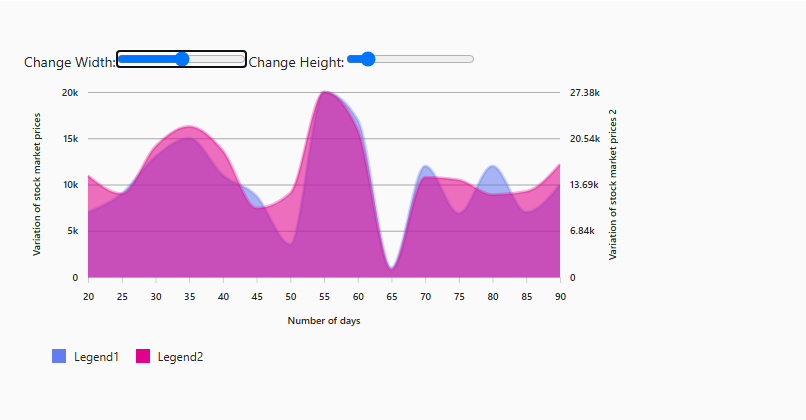 Change Width: Change Height:
20k 27.38k
15k 20.54k
10k 13.69k
5k 6.84k
0 0
Variation of stock market prices
Variation of stock market prices 2
20 25 30 35 40 45 50 55 60 65 70 75 80 85 90
Number of days
Legend1 Legend2